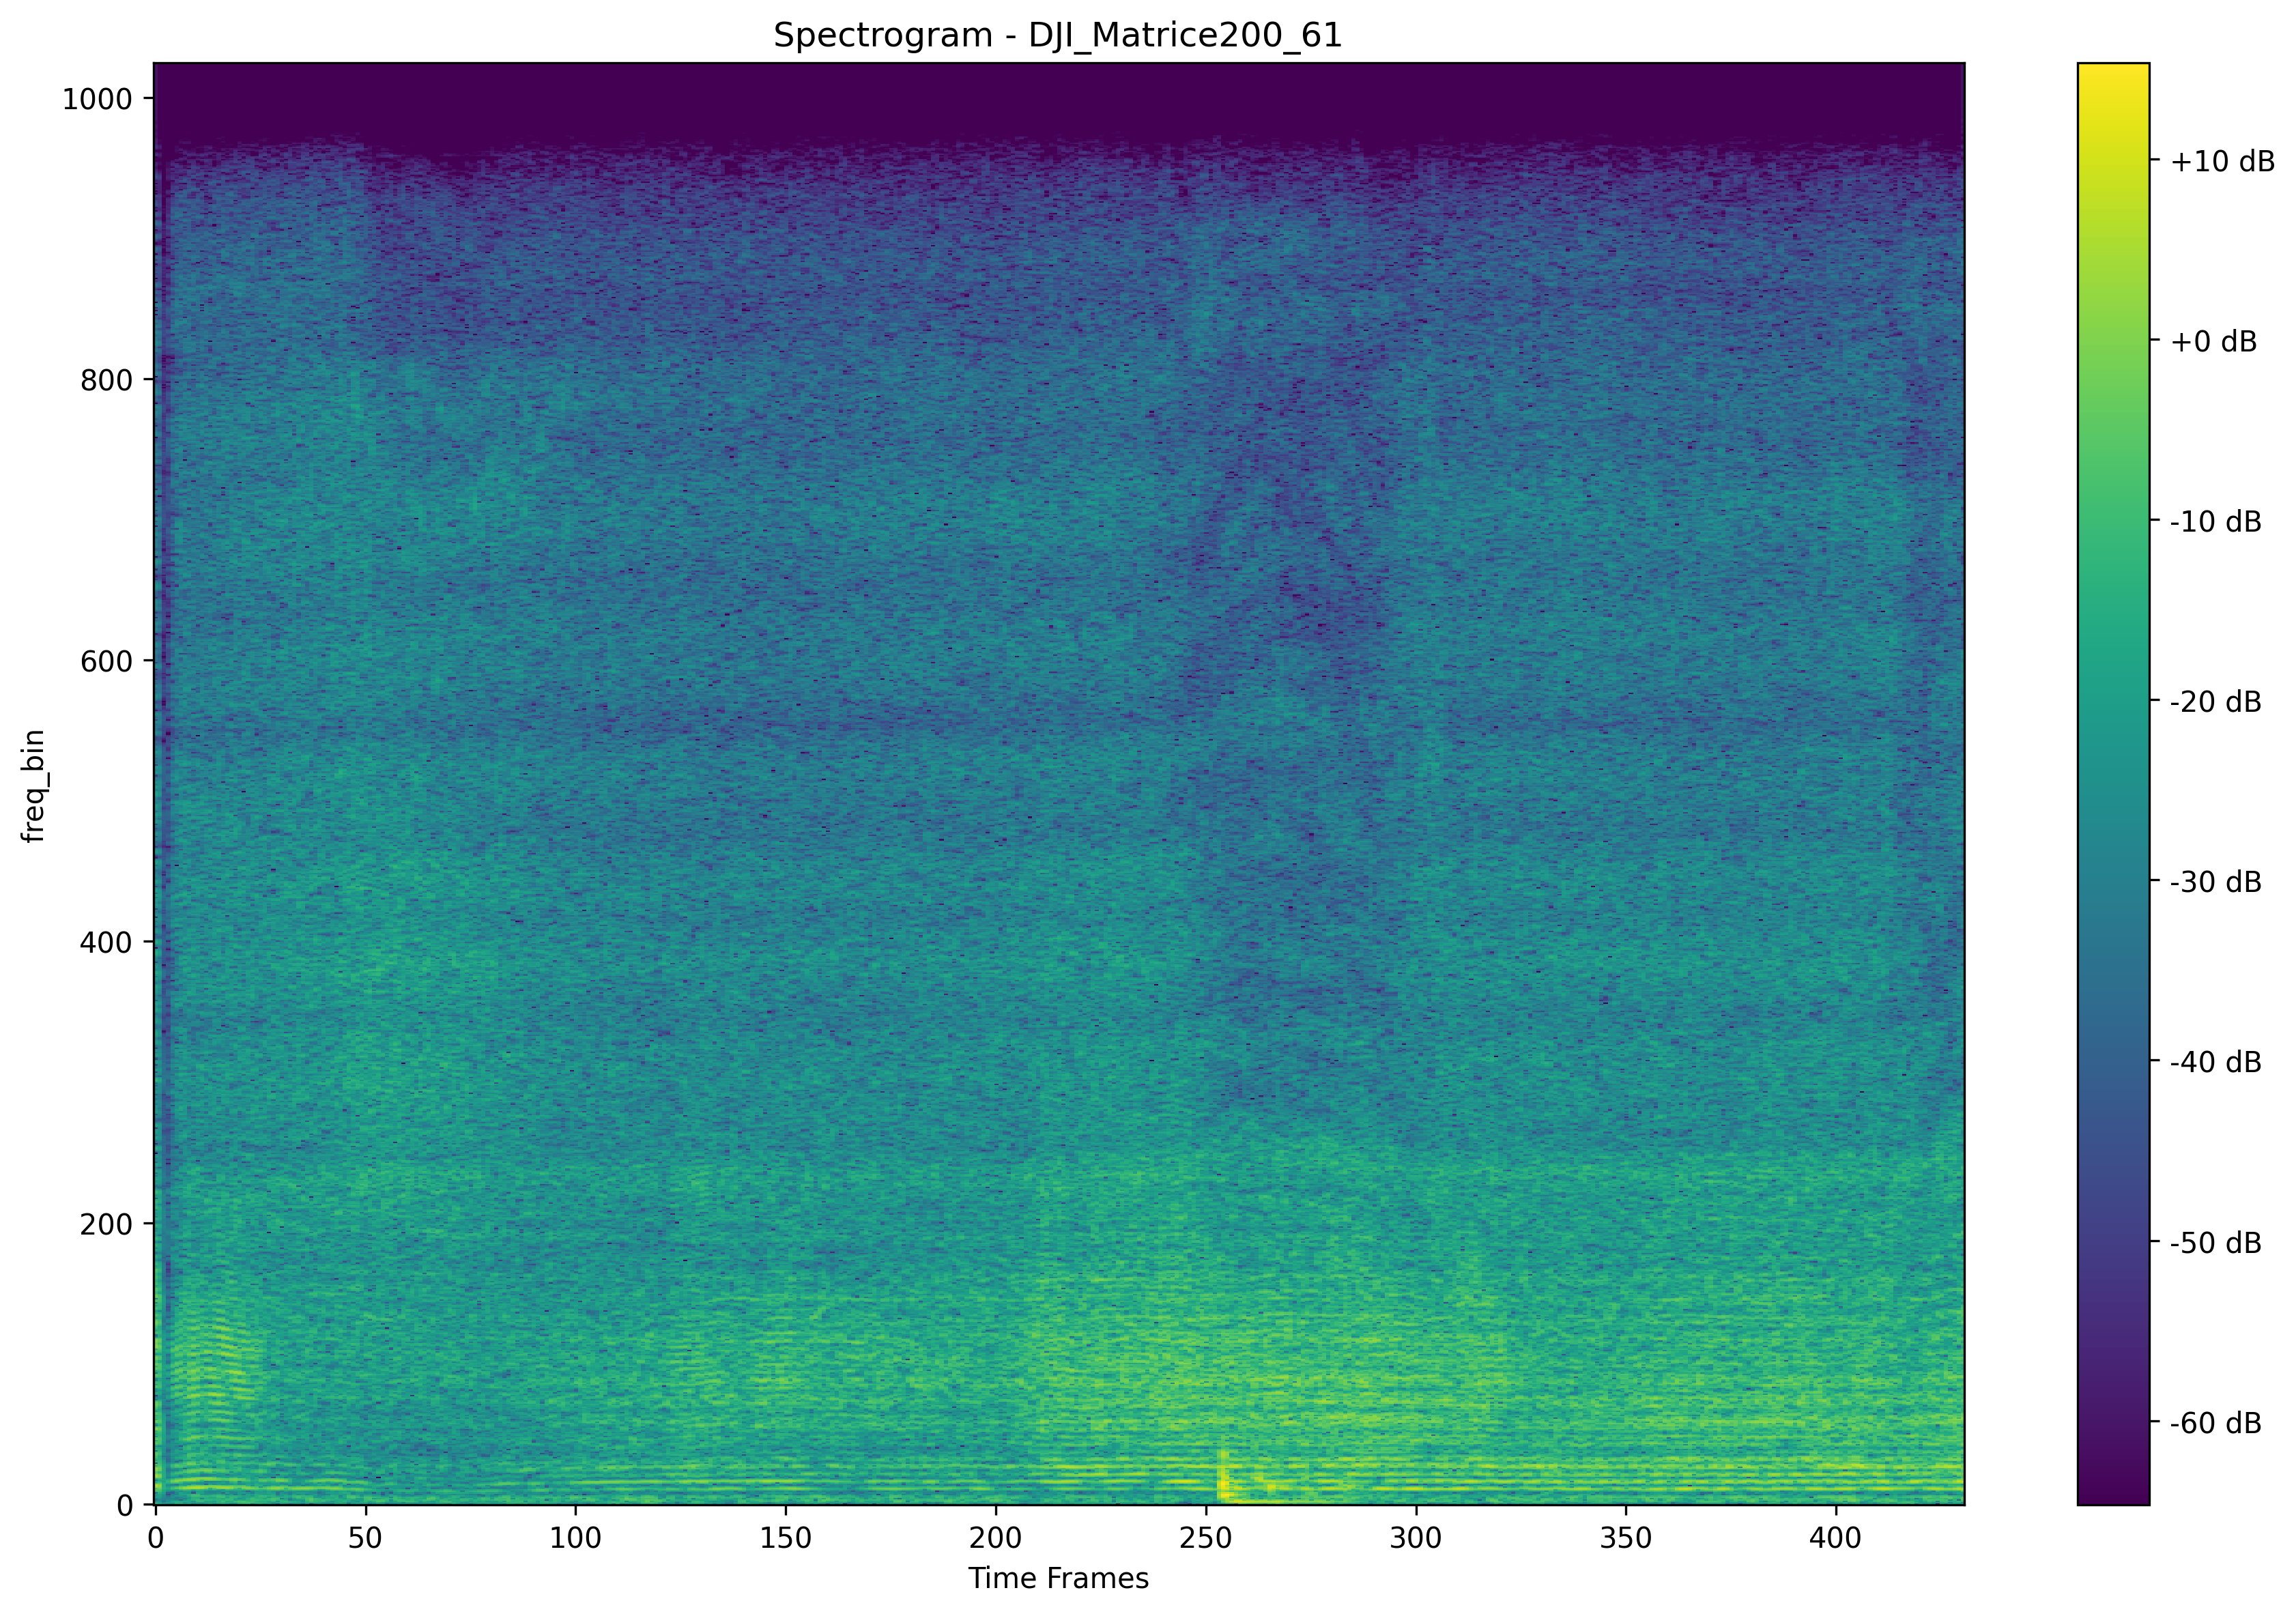 Spectrogram - DJI_Matrice200_61
1000
800
600
400
200
0
freq_bin
0 50 100 150 200 250 300 350 400
Time Frames
+10 dB
+0 dB
-10 dB
-20 dB
-30 dB
-40 dB
-50 dB
-60 dB